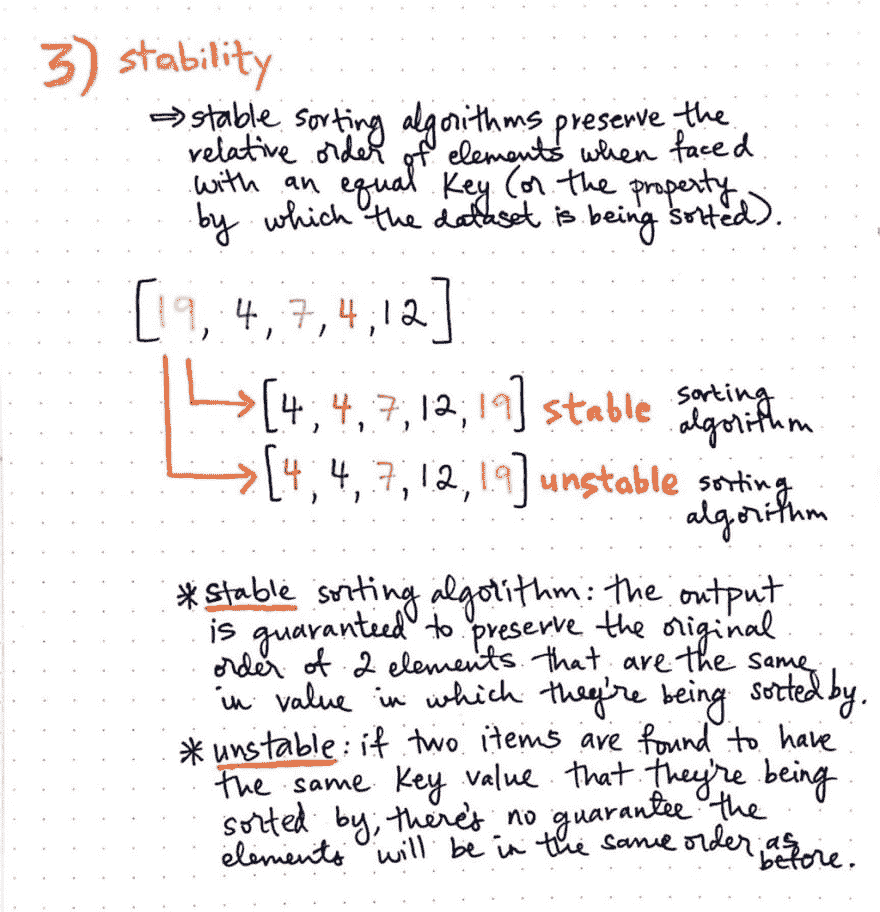 3) stability
⇒ stable sorting algorithms preserve the
relative order of elements when faced
with an equal key (or the property
by which the dataset is being sorted).
[19, 4, 7, 4, 12]
[4, 4, 7, 12, 19] stable sorting
algorithm
[4, 4, 7, 12, 19] unstable sorting
algorithm
* stable sorting algorithm: the output
is guaranteed to preserve the original
order of 2 elements that are the same
in value in which they're being sorted by.
* unstable: if two items are found to have
the same key value that they're being
sorted by, there's no guarantee the
elements will be in the same order as
before.